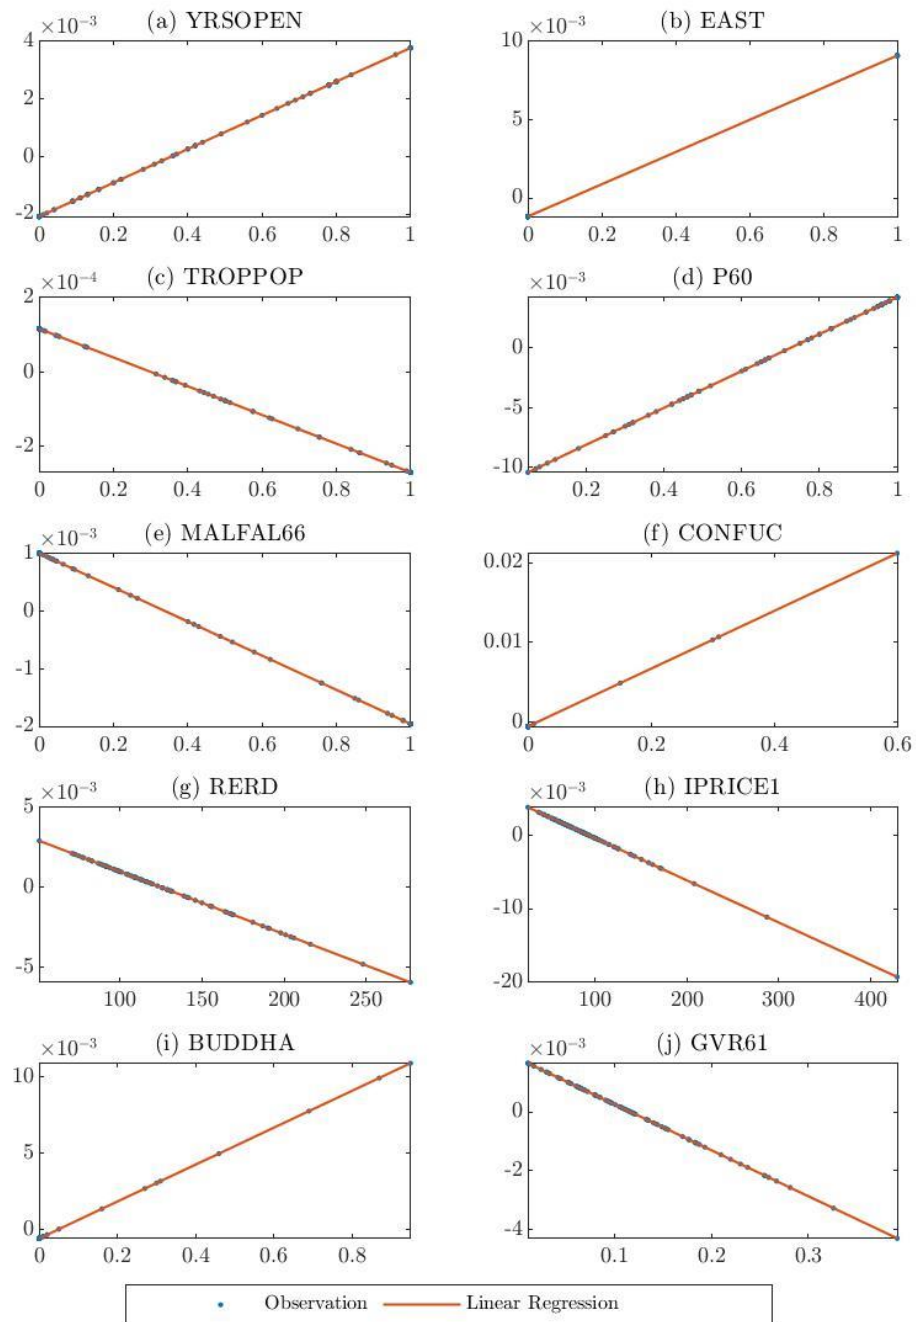 (a) YRSOPEN
×10⁻³
4
2
0
-2
0 0.2 0.4 0.6 0.8 1
(b) EAST
×10⁻³
10
5
0
0 0.2 0.4 0.6 0.8 1
(c) TROPPOP
×10⁻⁴
2
0
-2
0 0.2 0.4 0.6 0.8 1
(d) P60
×10⁻³
0
-5
-10
0.2 0.4 0.6 0.8 1
(e) MALFAL66
×10⁻³
1
0
-1
-2
0 0.2 0.4 0.6 0.8 1
(f) CONFUC
0.02
0.01
0
0 0.2 0.4 0.6
(g) RERD
×10⁻³
5
0
-5
100 150 200 250
(h) IPRICE1
×10⁻³
0
-10
-20
100 200 300 400
(i) BUDDHA
×10⁻³
10
5
0
0 0.2 0.4 0.6 0.8
(j) GVR61
×10⁻³
0
-2
-4
0.1 0.2 0.3
Observation Linear Regression